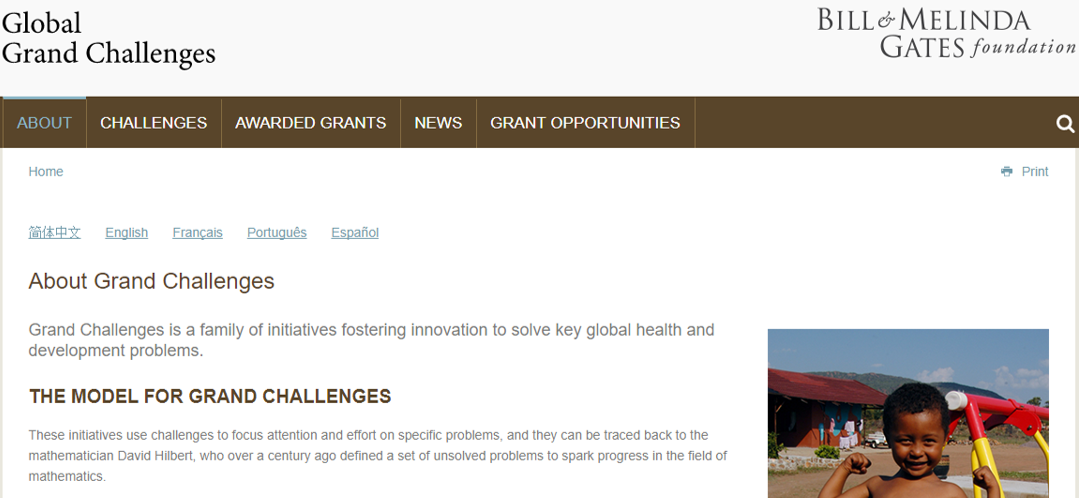 Global
Grand Challenges
BILL & MELINDA
GATES foundation
ABOUT CHALLENGES AWARDED GRANTS NEWS GRANT OPPORTUNITIES
Home
Print
简体中文 English Français Português Español
About Grand Challenges
Grand Challenges is a family of initiatives fostering innovation to solve key global health and
development problems.
THE MODEL FOR GRAND CHALLENGES
These initiatives use challenges to focus attention and effort on specific problems, and they can be traced back to the
mathematician David Hilbert, who over a century ago defined a set of unsolved problems to spark progress in the field of
mathematics.